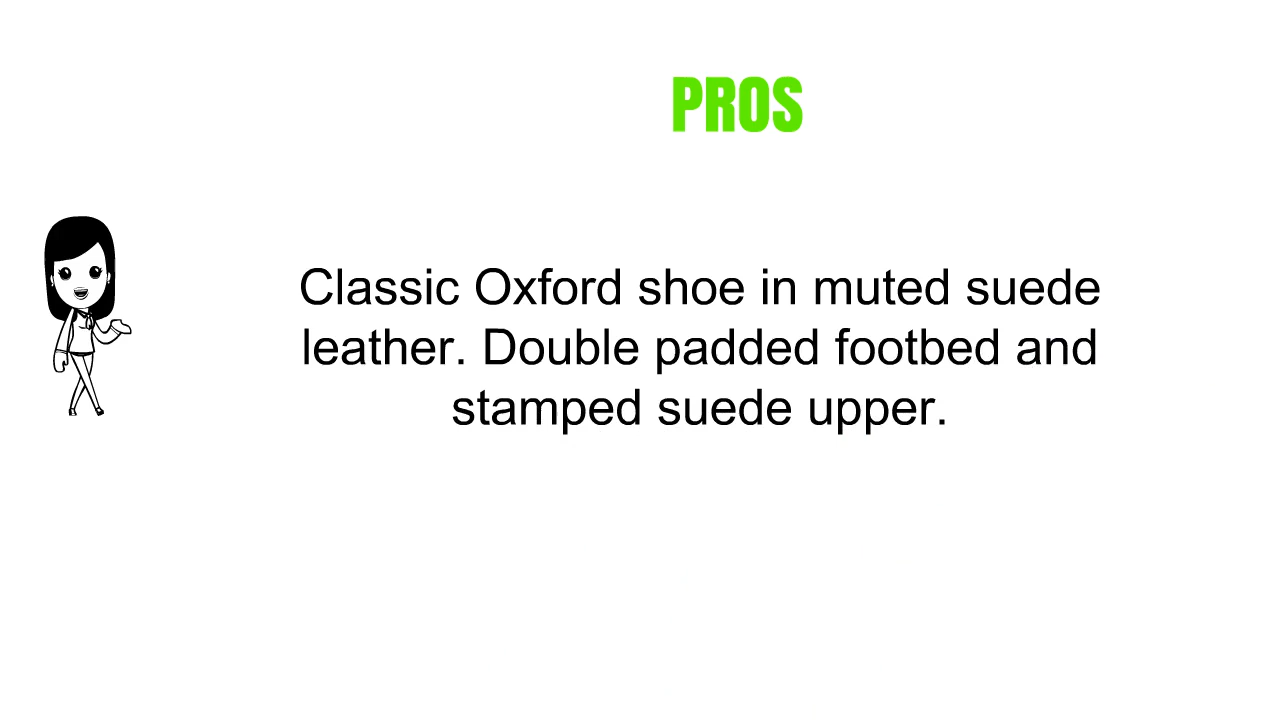 PROS
Classic Oxford shoe in muted suede
leather. Double padded footbed and
stamped suede upper.